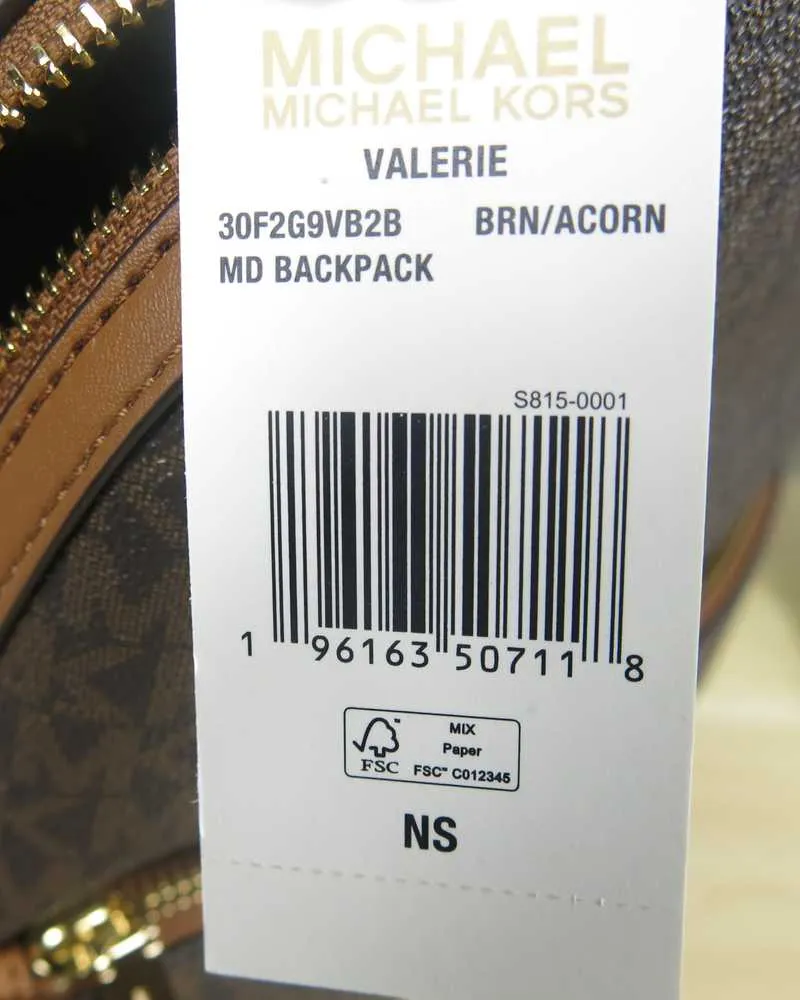 MICHAEL
MICHAEL KORS
VALERIE
30F2G9VB2B BRN/ACORN
MD BACKPACK
S815-0001
1 96163 50711 8
FSC™
MIX
Paper
FSC™ C012345
NS